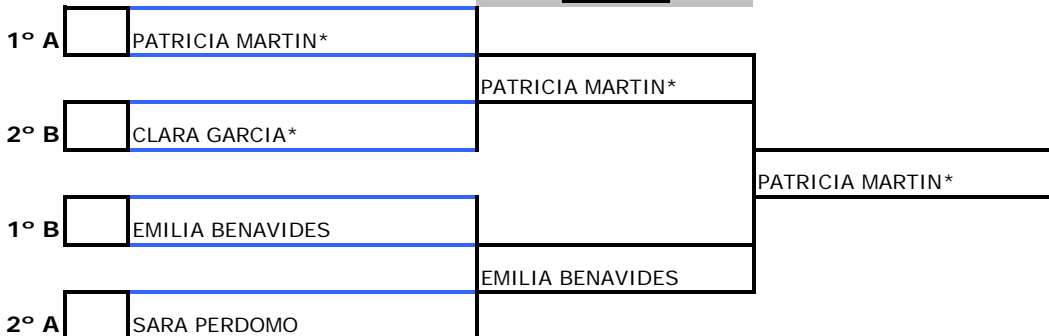 1º A PATRICIA MARTIN*
PATRICIA MARTIN*
2º B CLARA GARCIA*
PATRICIA MARTIN*
1º B EMILIA BENAVIDES
EMILIA BENAVIDES
2º A SARA PERDOMO